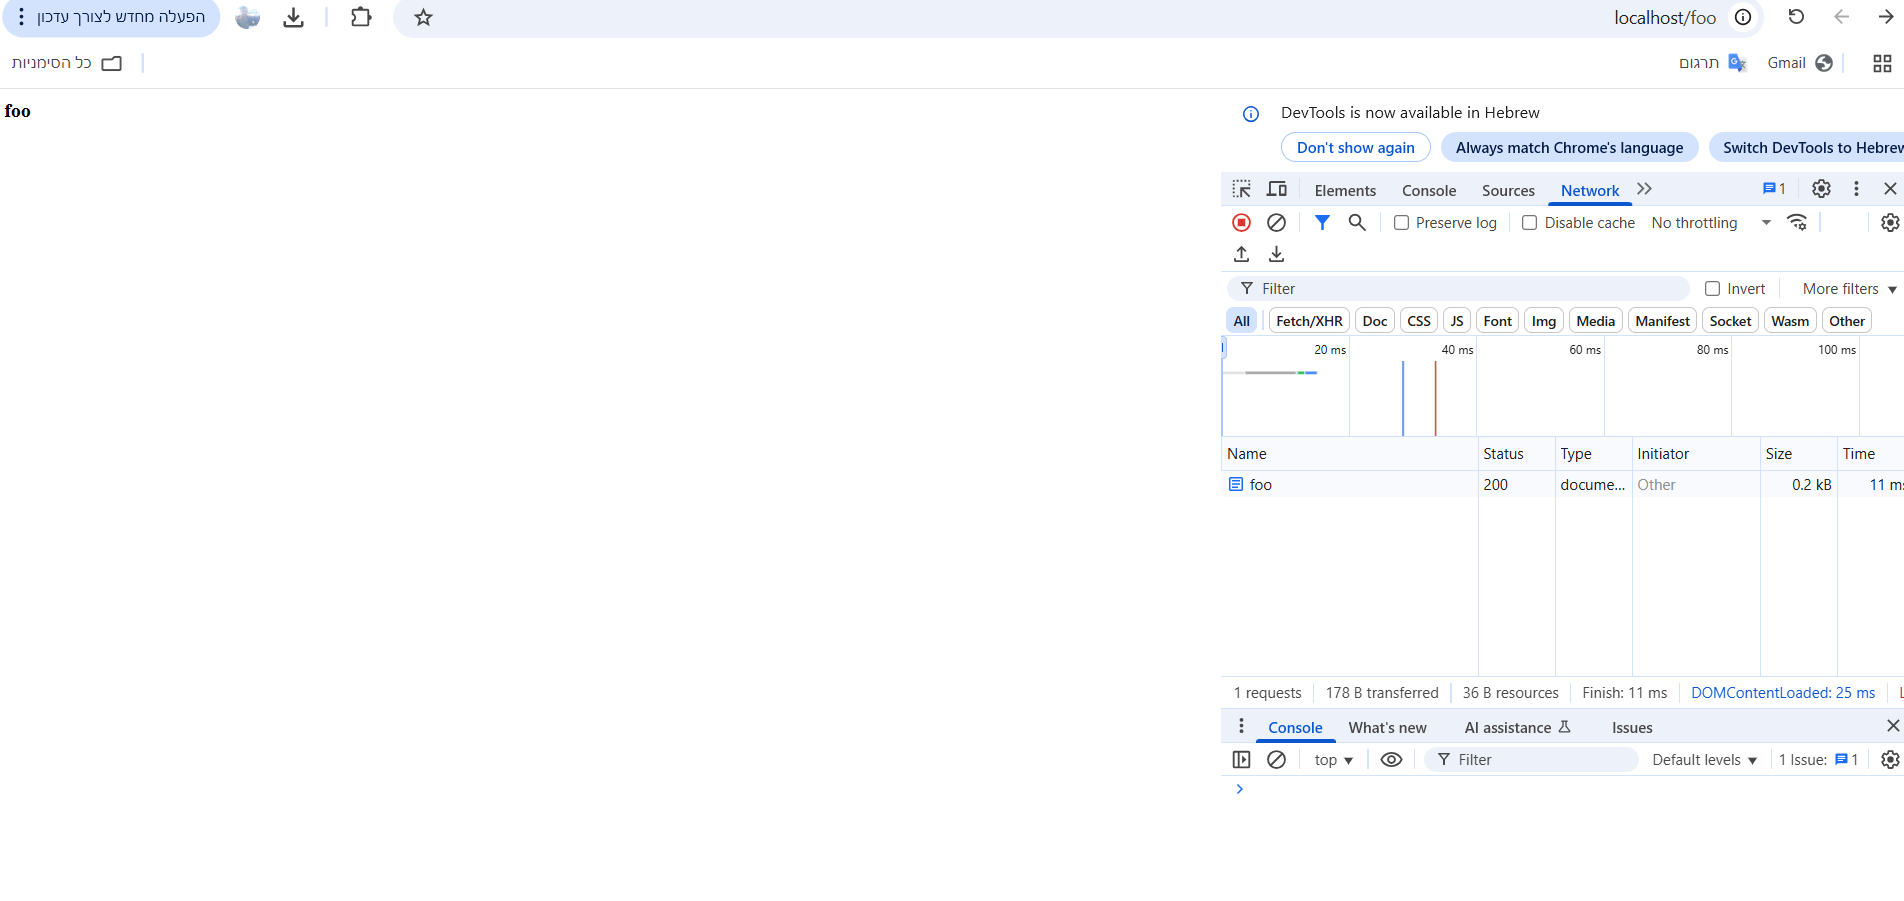 הפעלה מחדש לצורך עדכון
localhost/foo
כל הסימניות
תרגום
Gmail
foo
DevTools is now available in Hebrew
Don't show again Always match Chrome's language Switch DevTools to Hebrew
Elements Console Sources Network 1
Preserve log Disable cache No throttling
Filter Invert More filters
All Fetch/XHR Doc CSS JS Font Img Media Manifest Socket Wasm Other
20 ms 40 ms 60 ms 80 ms 100 ms
Name Status Type Initiator Size Time
foo 200 docume... Other 0.2 kB 11 ms
1 requests 178 B transferred 36 B resources Finish: 11 ms DOMContentLoaded: 25 ms
Console What's new AI assistance Issues
top Filter Default levels 1 Issue: 1